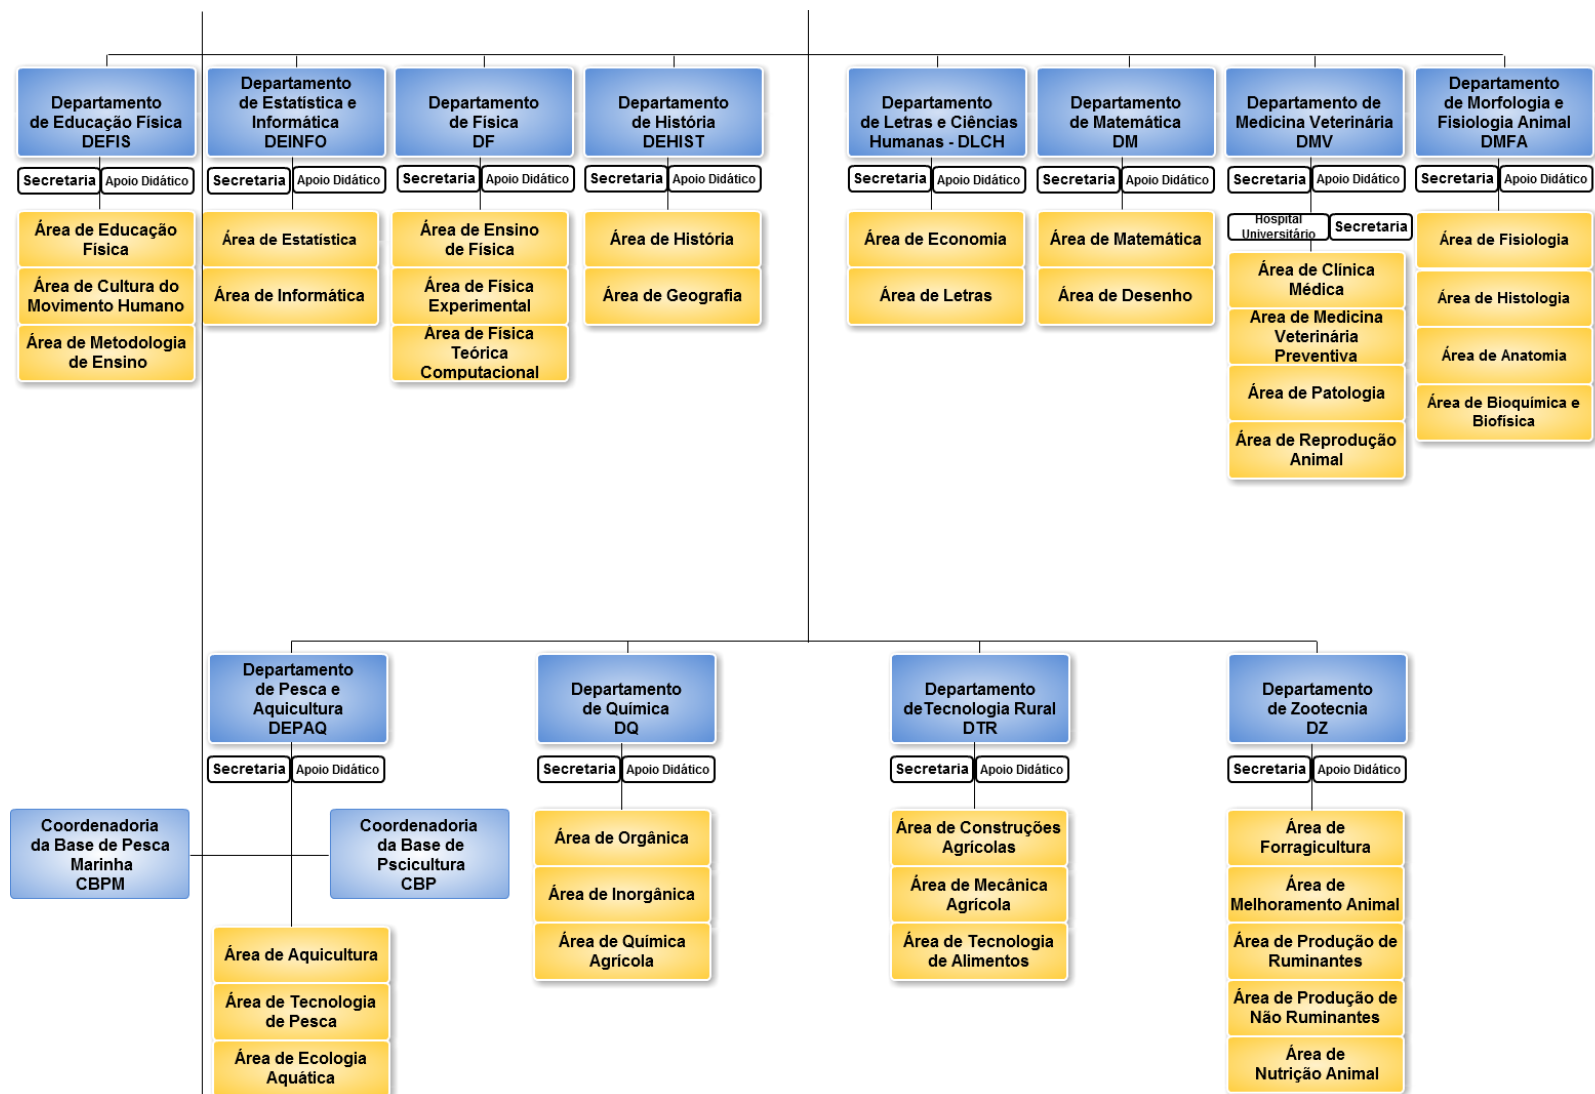 Departamento
de Educação Física
DEFIS
Secretaria
Apoio Didático
Área de Educação
Física
Área de Cultura do
Movimento Humano
Área de Metodologia
de Ensino
Departamento
de Estatística e
Informática
DEINFO
Secretaria
Apoio Didático
Área de Estatística
Área de Informática
Departamento
de Física
DF
Secretaria
Apoio Didático
Área de Ensino
de Física
Área de Física
Experimental
Área de Física
Teórica
Computacional
Departamento
de História
DEHIST
Secretaria
Apoio Didático
Área de História
Área de Geografia
Departamento
de Letras e Ciências
Humanas - DLCH
Secretaria
Apoio Didático
Área de Economia
Área de Letras
Departamento
de Matemática
DM
Secretaria
Apoio Didático
Área de Matemática
Área de Desenho
Departamento de
Medicina Veterinária
DMV
Secretaria
Apoio Didático
Hospital
Universitário
Secretaria
Área de Clínica
Médica
Area de Medicina
Veterinária
Preventiva
Área de Patologia
Área de Reprodução
Animal
Departamento
de Morfologia e
Fisiologia Animal
DMFA
Secretaria
Apoio Didático
Área de Fisiologia
Área de Histologia
Área de Anatomia
Área de Bioquímica e
Biofísica
Departamento
de Pesca e
Aquicultura
DEPAQ
Secretaria
Apoio Didático
Coordenadoria
da Base de Pesca
Marinha
CBPM
Coordenadoria
da Base de
Pscicultura
CBP
Área de Aquicultura
Área de Tecnologia
de Pesca
Área de Ecologia
Aquática
Departamento
de Química
DQ
Secretaria
Apoio Didático
Área de Orgânica
Área de Inorgânica
Área de Química
Agrícola
Departamento
deTecnologia Rural
DTR
Secretaria
Apoio Didático
Área de Construções
Agrícolas
Área de Mecânica
Agrícola
Área de Tecnologia
de Alimentos
Departamento
de Zootecnia
DZ
Secretaria
Apoio Didático
Área de
Forragicultura
Área de
Melhoramento Animal
Área de Produção de
Ruminantes
Área de Produção de
Não Ruminantes
Área de
Nutrição Animal